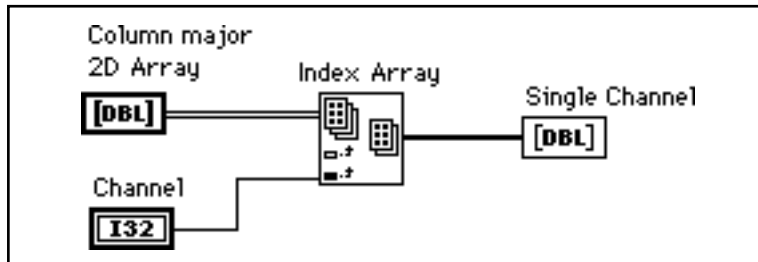 Column major
2D Array
Index Array
[DBL]
Single Channel
[DBL]
Channel
I32